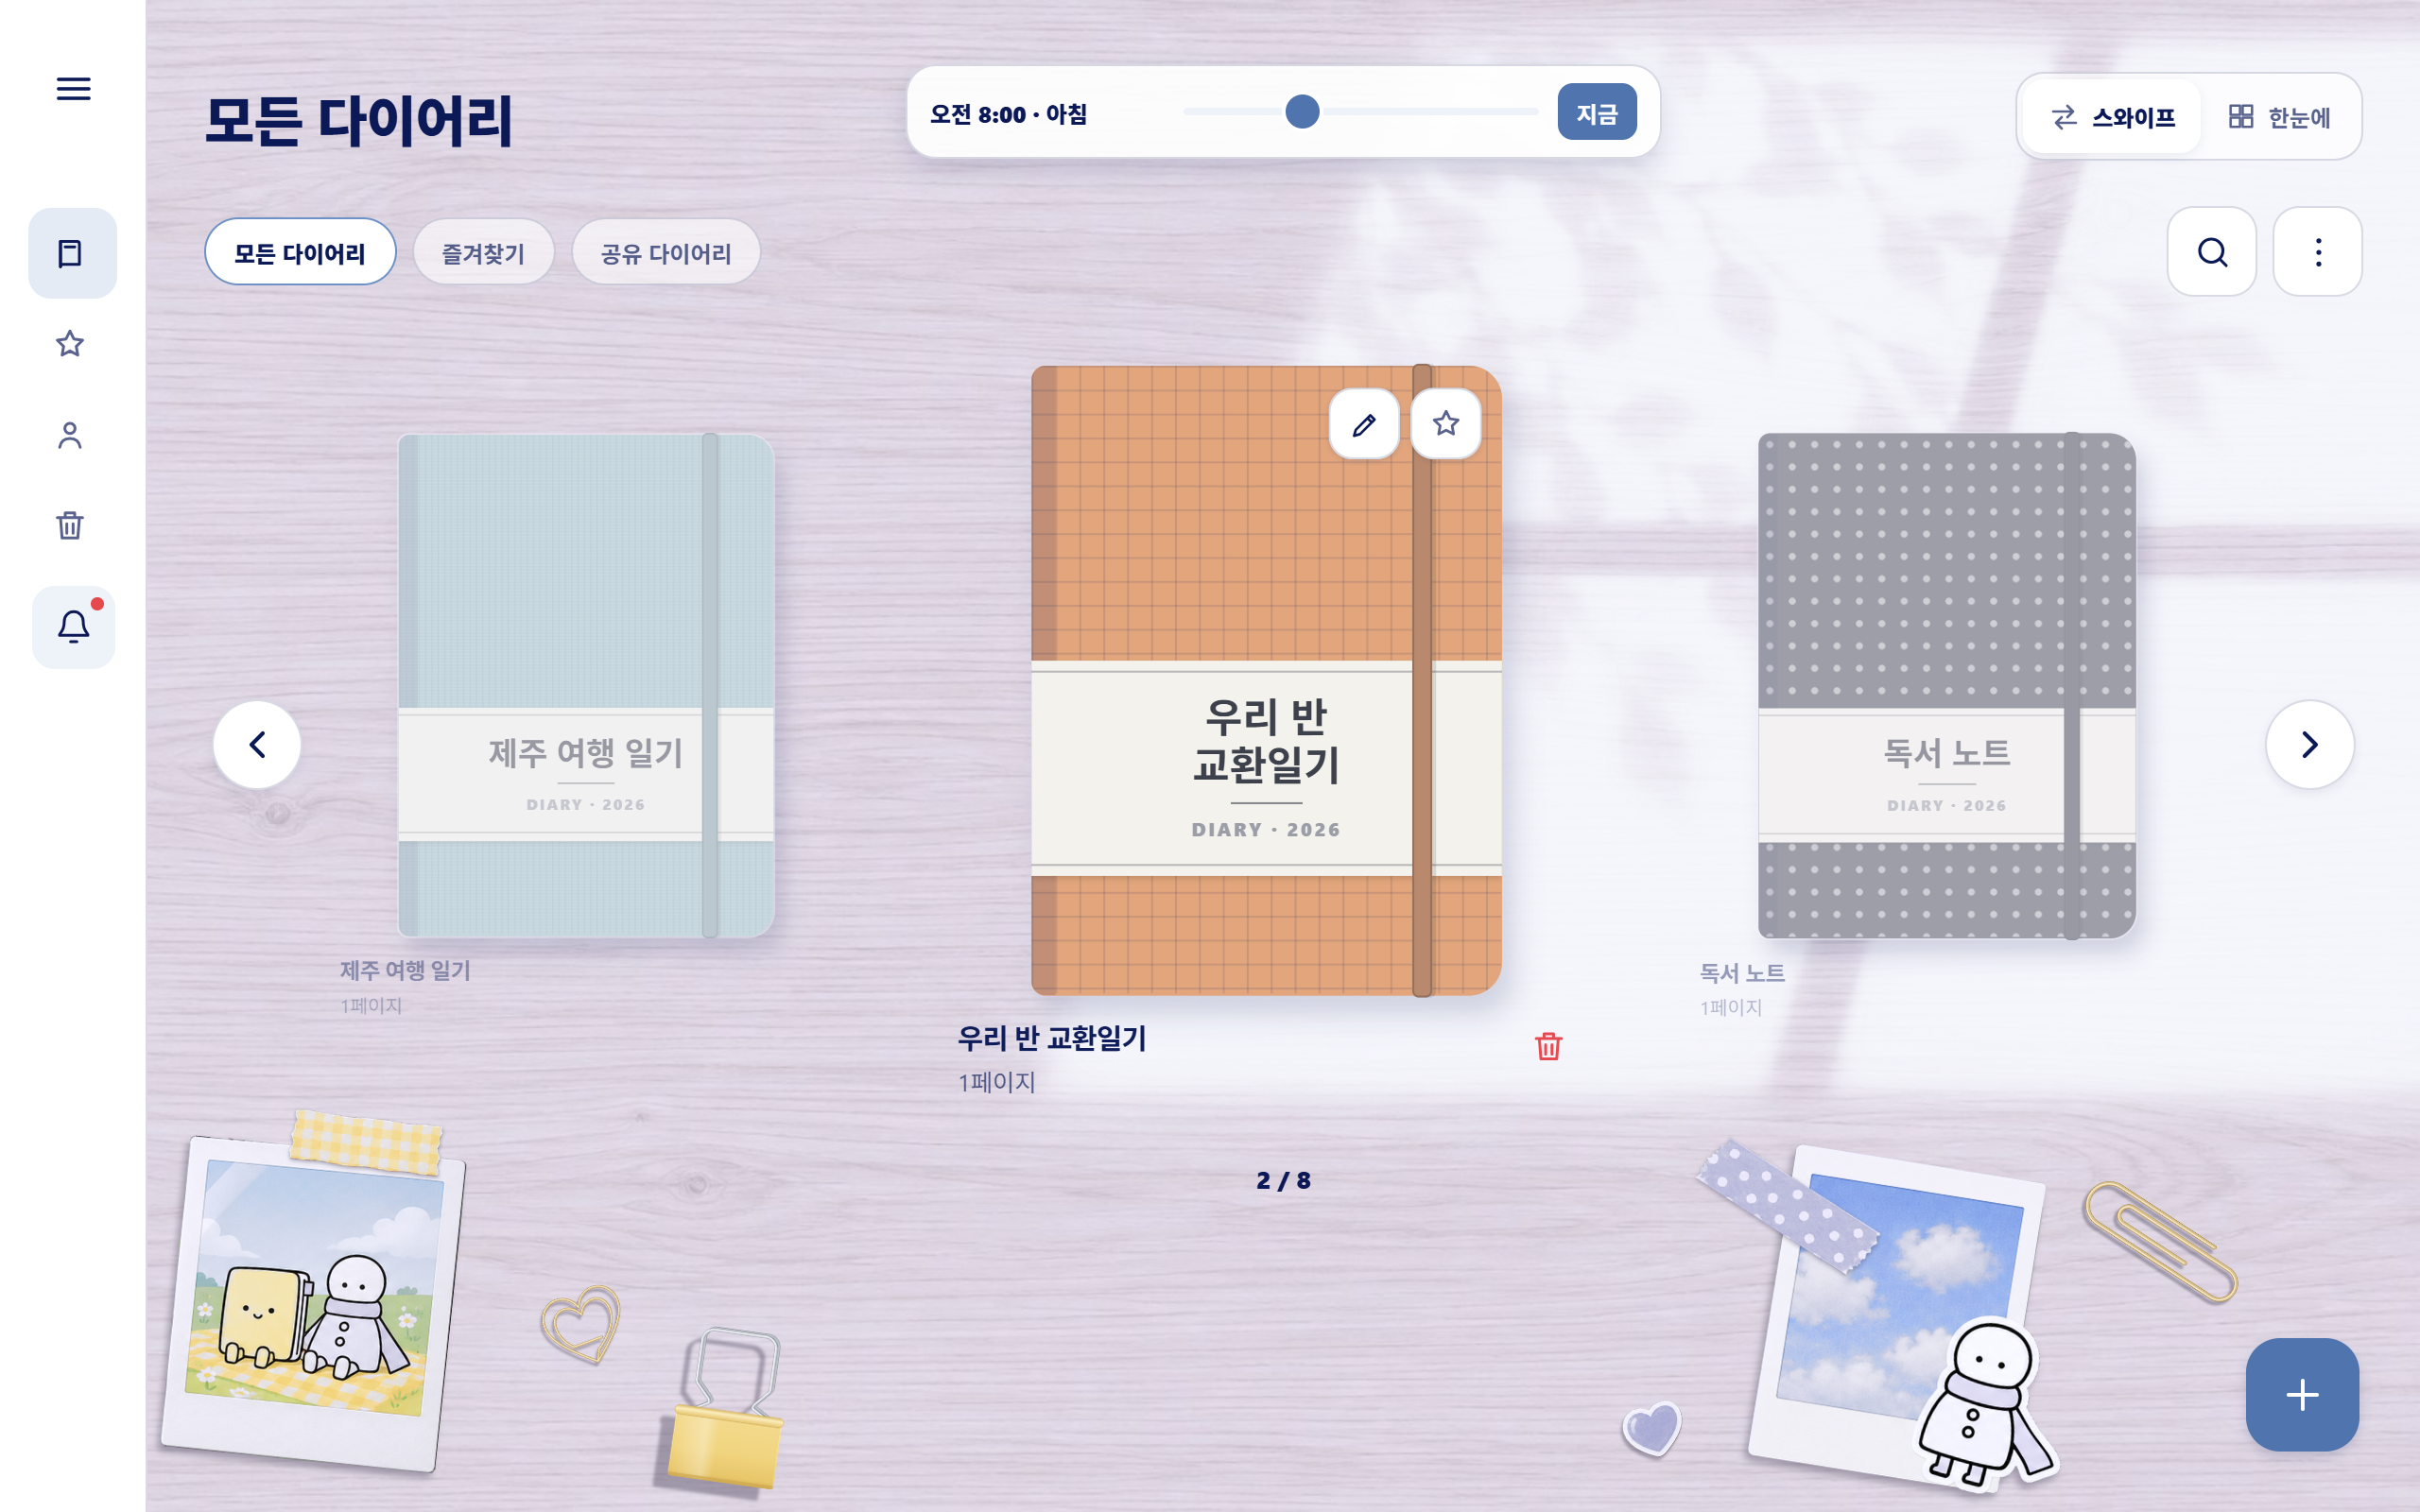 모든 다이어리
오전 8:00 · 아침
지금
스와이프
한눈에
모든 다이어리
즐겨찾기
공유 다이어리
제주 여행 일기
DIARY · 2026
제주 여행 일기
1페이지
우리 반
교환일기
DIARY · 2026
우리 반 교환일기
1페이지
독서 노트
DIARY · 2026
독서 노트
1페이지
2 / 8